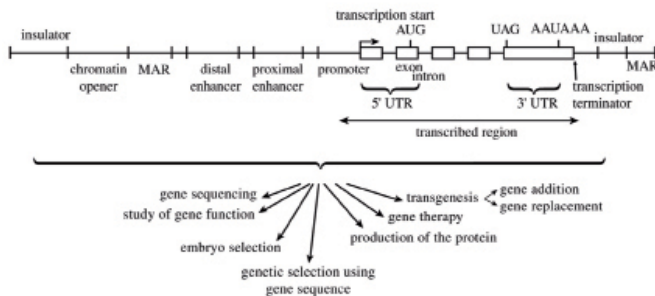 transcription start
insulator
AUG
UAG
AAUAAA
insulator
chromatin
opener
MAR
distal
enhancer
proximal
enhancer
promoter
exon
intron
5' UTR
3' UTR
transcription
terminator
MAR
transcribed region
gene sequencing
study of gene function
embryo selection
genetic selection using
gene sequence
production of the protein
gene therapy
transgenesis
gene addition
gene replacement